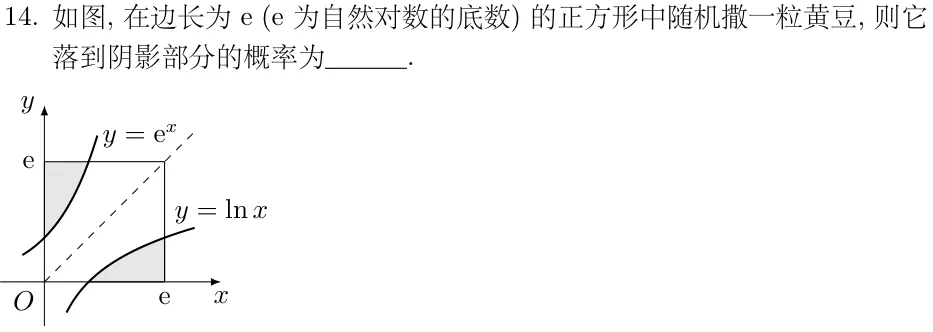 14. 如图, 在边长为 e (e 为自然对数的底数) 的正方形中随机撒一粒黄豆, 则它
落到阴影部分的概率为______.
y
y = eˣ
e
y = ln x
O
e
x